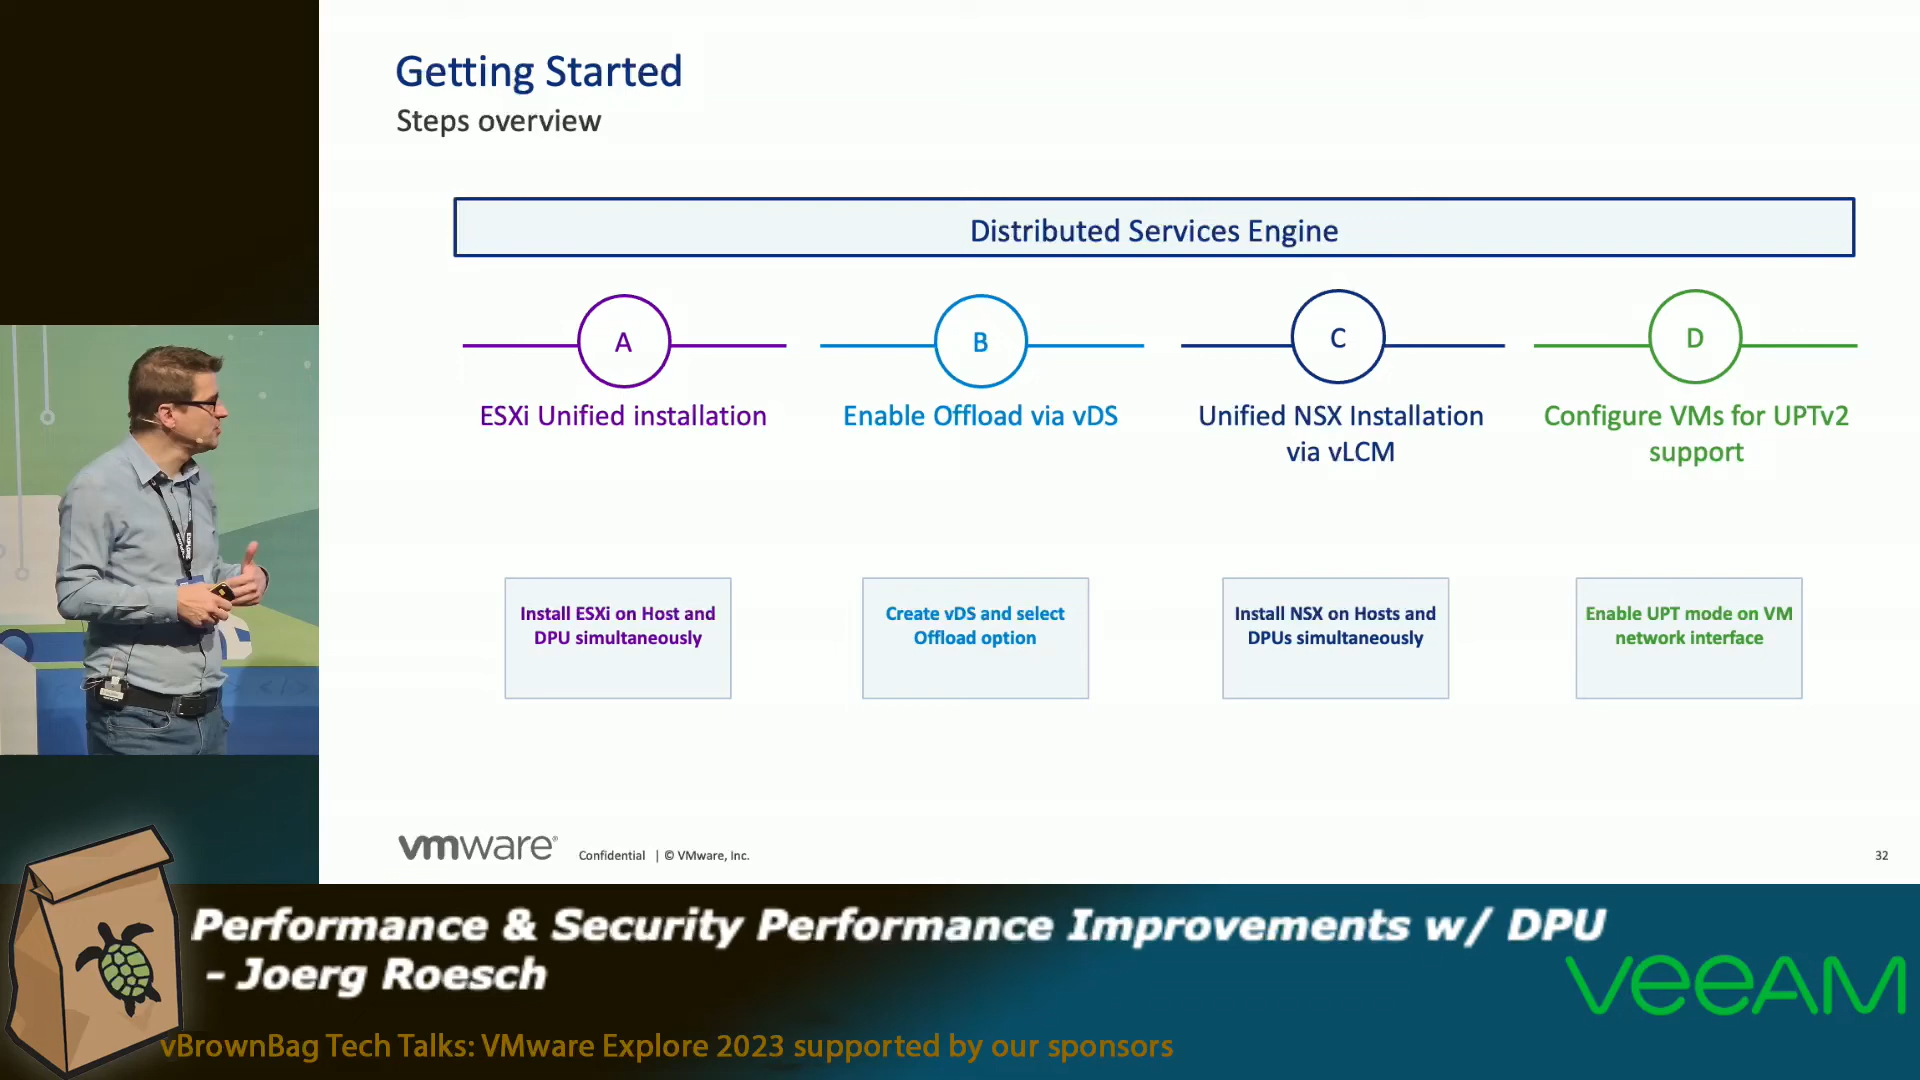 Getting Started
Steps overview
Distributed Services Engine
A
B
C
D
ESXi Unified installation
Enable Offload via vDS
Unified NSX Installation
via vLCM
Configure VMs for UPTv2
support
Install ESXi on Host and
DPU simultaneously
Create vDS and select
Offload option
Install NSX on Hosts and
DPUs simultaneously
Enable UPT mode on VM
network interface
vmware®
Confidential | © VMware, Inc.
32
Performance & Security Performance Improvements w/ DPU
- Joerg Roesch
veeAM
vBrownBag Tech Talks: VMware Explore 2023 supported by our sponsors